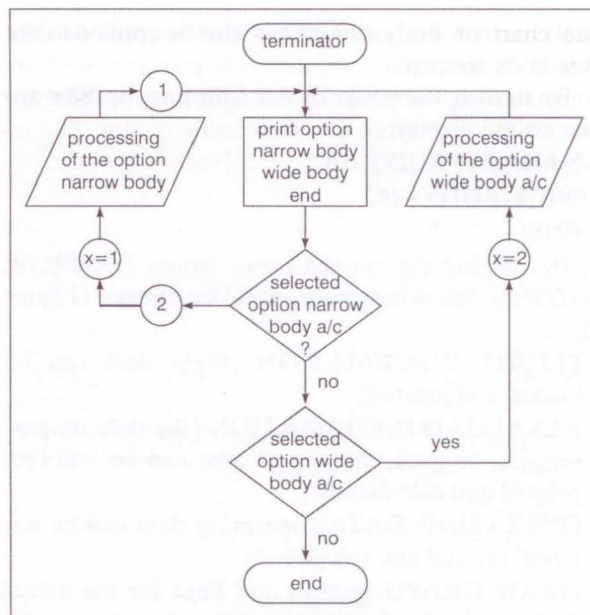 terminator
1
processing
of the option
narrow body
print option
narrow body
wide body
end
processing
of the option
wide body a/c
x=1
x=2
2
selected
option narrow
body a/c
?
no
selected
option wide
body a/c
yes
no
end